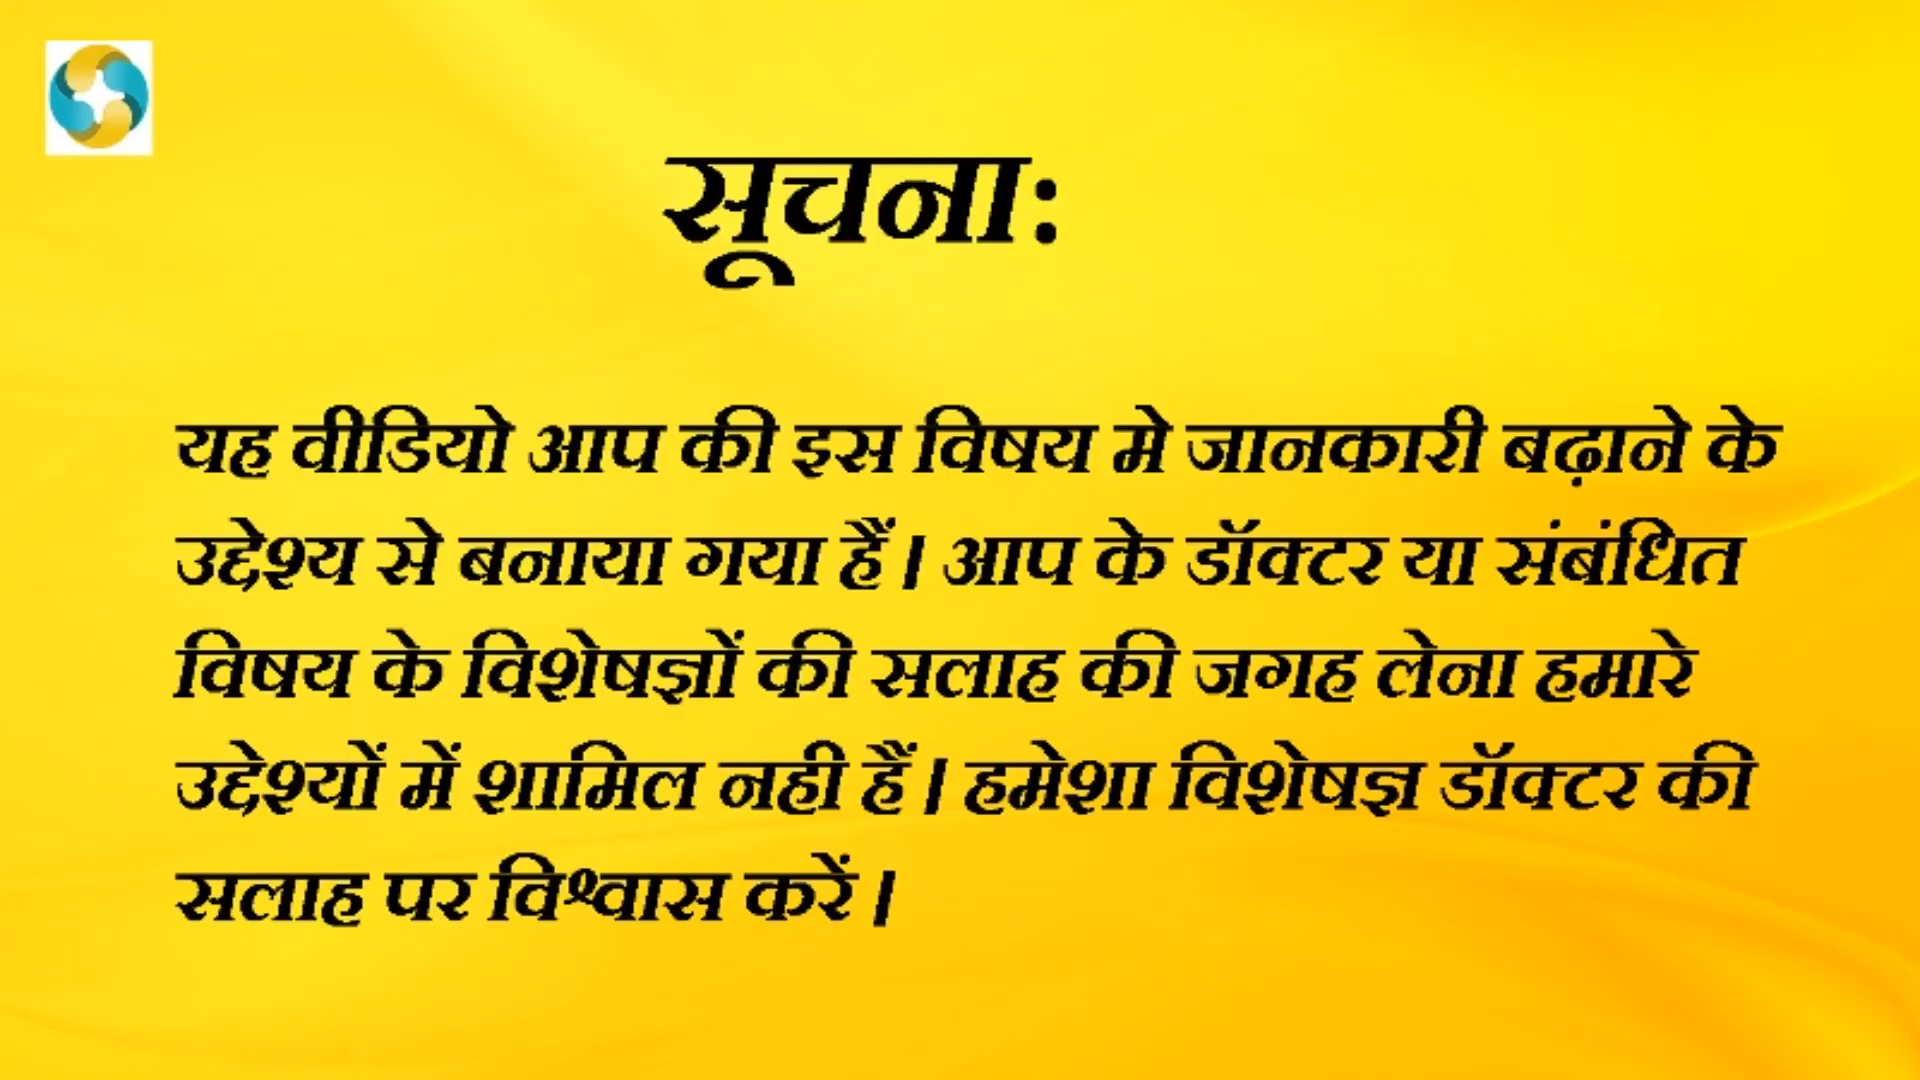 सूचना:
यह वीडियो आप की इस विषय मे जानकारी बढ़ाने के
उद्देश्य से बनाया गया हैं। आप के डॉक्टर या संबंधित
विषय के विशेषज्ञों की सलाह की जगह लेना हमारे
उद्देश्यों में शामिल नही हैं। हमेशा विशेषज्ञ डॉक्टर की
सलाह पर विश्वास करें।